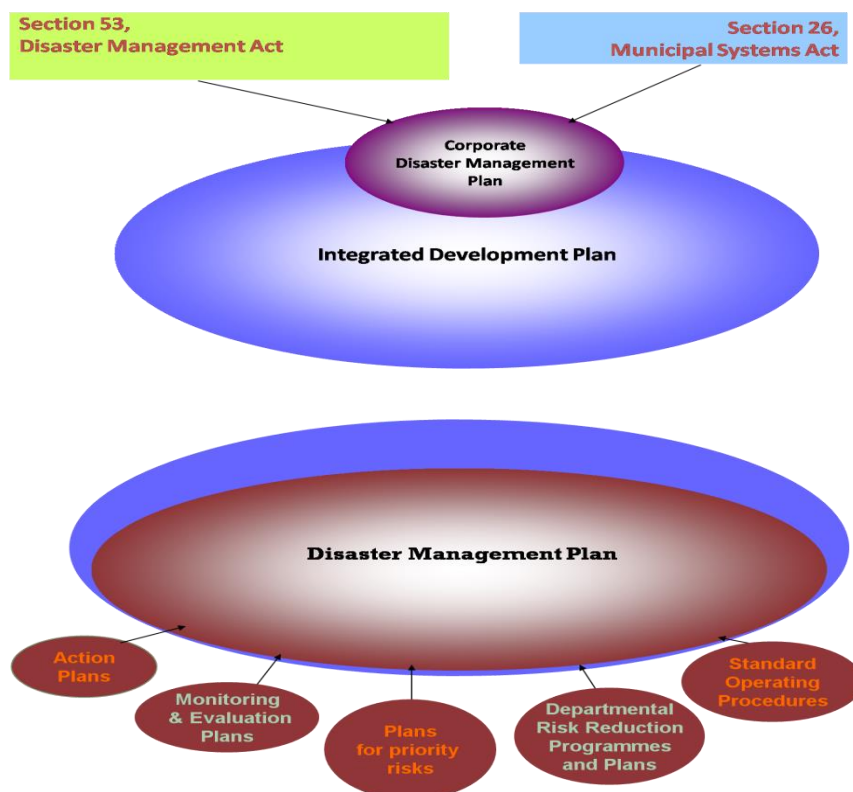 Section 53,
Disaster Management Act
Section 26,
Municipal Systems Act
Corporate
Disaster Management
Plan
Integrated Development Plan
Disaster Management Plan
Action
Plans
Monitoring
& Evaluation
Plans
Plans
for priority
risks
Departmental
Risk Reduction
Programmes
and Plans
Standard
Operating
Procedures